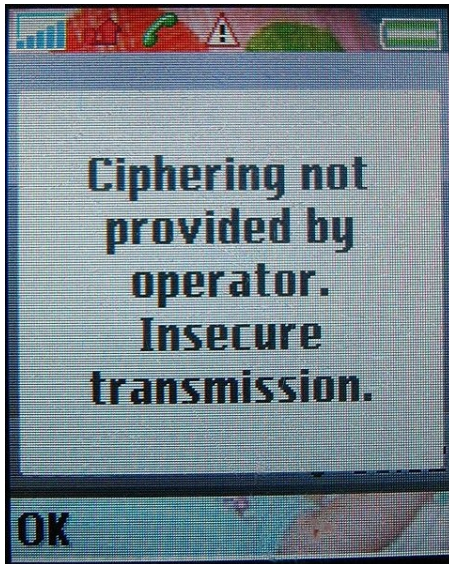 Ciphering not
provided by
operator.
Insecure
transmission.
OK